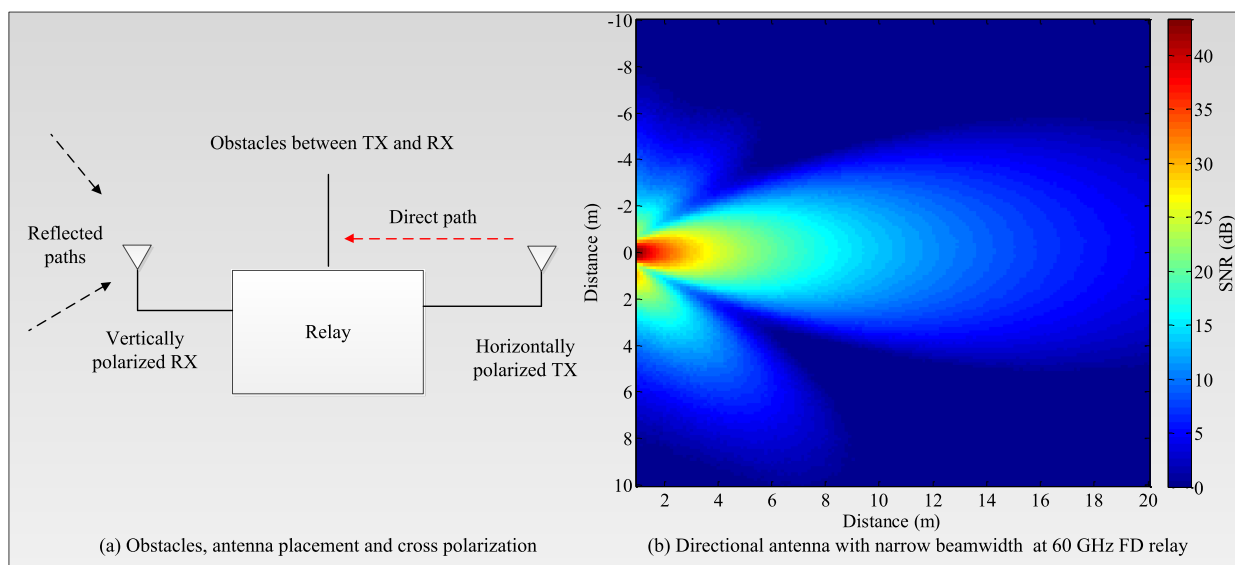 Obstacles between TX and RX
Direct path
Reflected
paths
Relay
Vertically
polarized RX
Horizontally
polarized TX
(a) Obstacles, antenna placement and cross polarization
-10
-8
-6
-4
-2
0
2
4
6
8
10
Distance (m)
2
4
6
8
10
12
14
16
18
20
Distance (m)
40
35
30
25
20
15
10
5
0
SNR (dB)
(b) Directional antenna with narrow beamwidth at 60 GHz FD relay